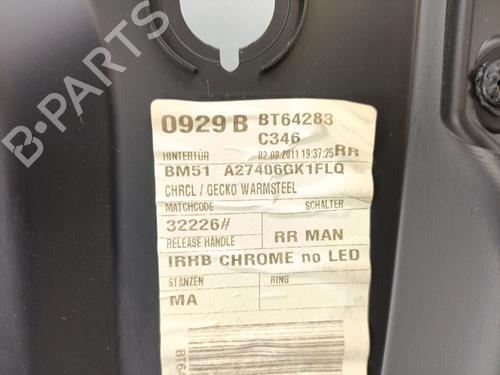 0929 B BT64283
C346
HINTERTÜR 02.08.2011 19:37:25 RR
BM51 A27406GK1FLQ
CHRCL / GECKO WARMSTEEL
MATCHCODE SCHALTER
32226#
RELEASE HANDLE RR MAN
IRHB CHROME no LED
STANZEN RING
MA
BT64
B-PARTS